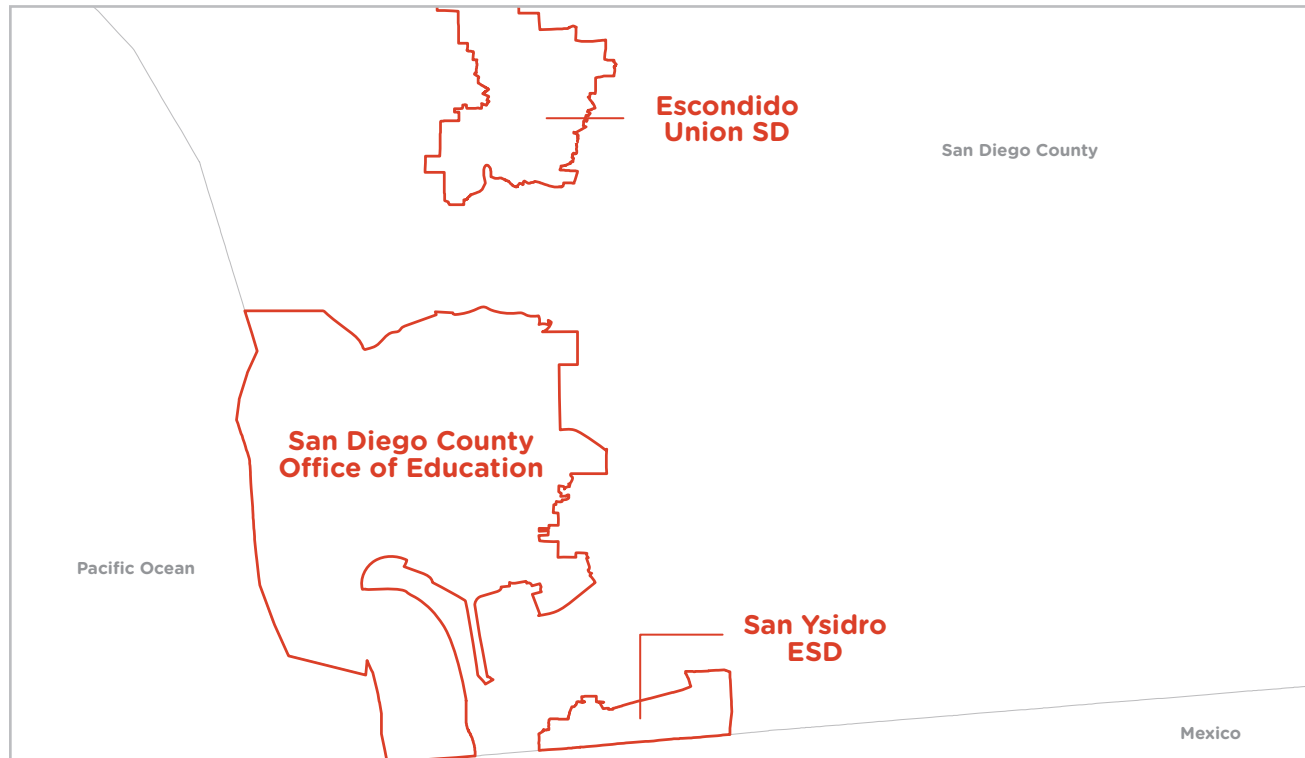 Escondido
Union SD
San Diego County
San Diego County
Office of Education
Pacific Ocean
San Ysidro
ESD
Mexico